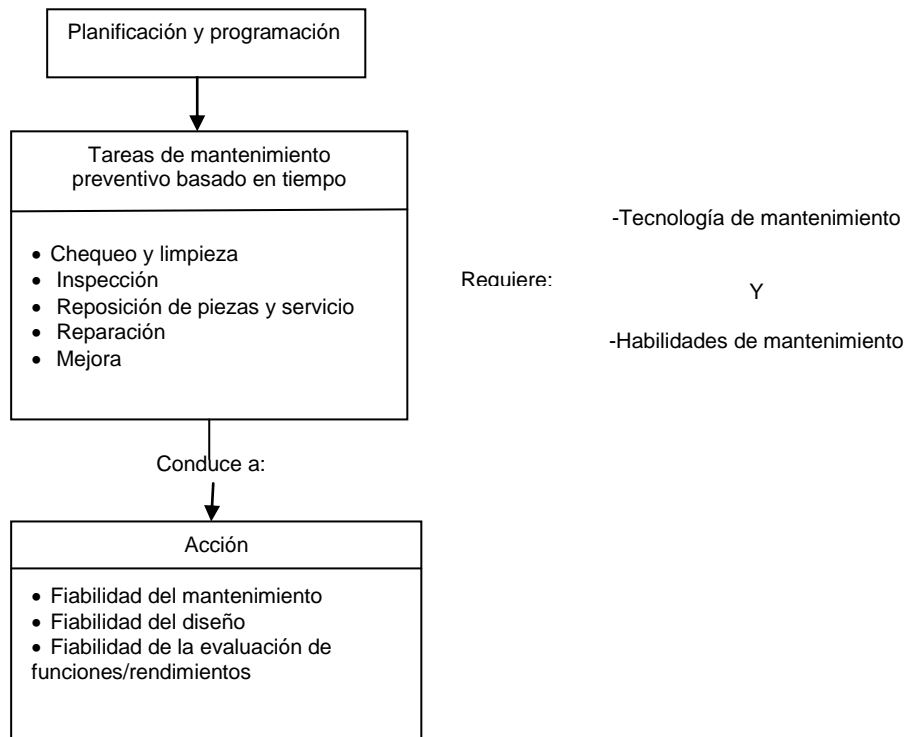 Planificación y programación
Tareas de mantenimiento
preventivo basado en tiempo
• Chequeo y limpieza
• Inspección
• Reposición de piezas y servicio
• Reparación
• Mejora
Requiere:
-Tecnología de mantenimiento
Y
-Habilidades de mantenimiento
Conduce a:
Acción
• Fiabilidad del mantenimiento
• Fiabilidad del diseño
• Fiabilidad de la evaluación de
funciones/rendimientos